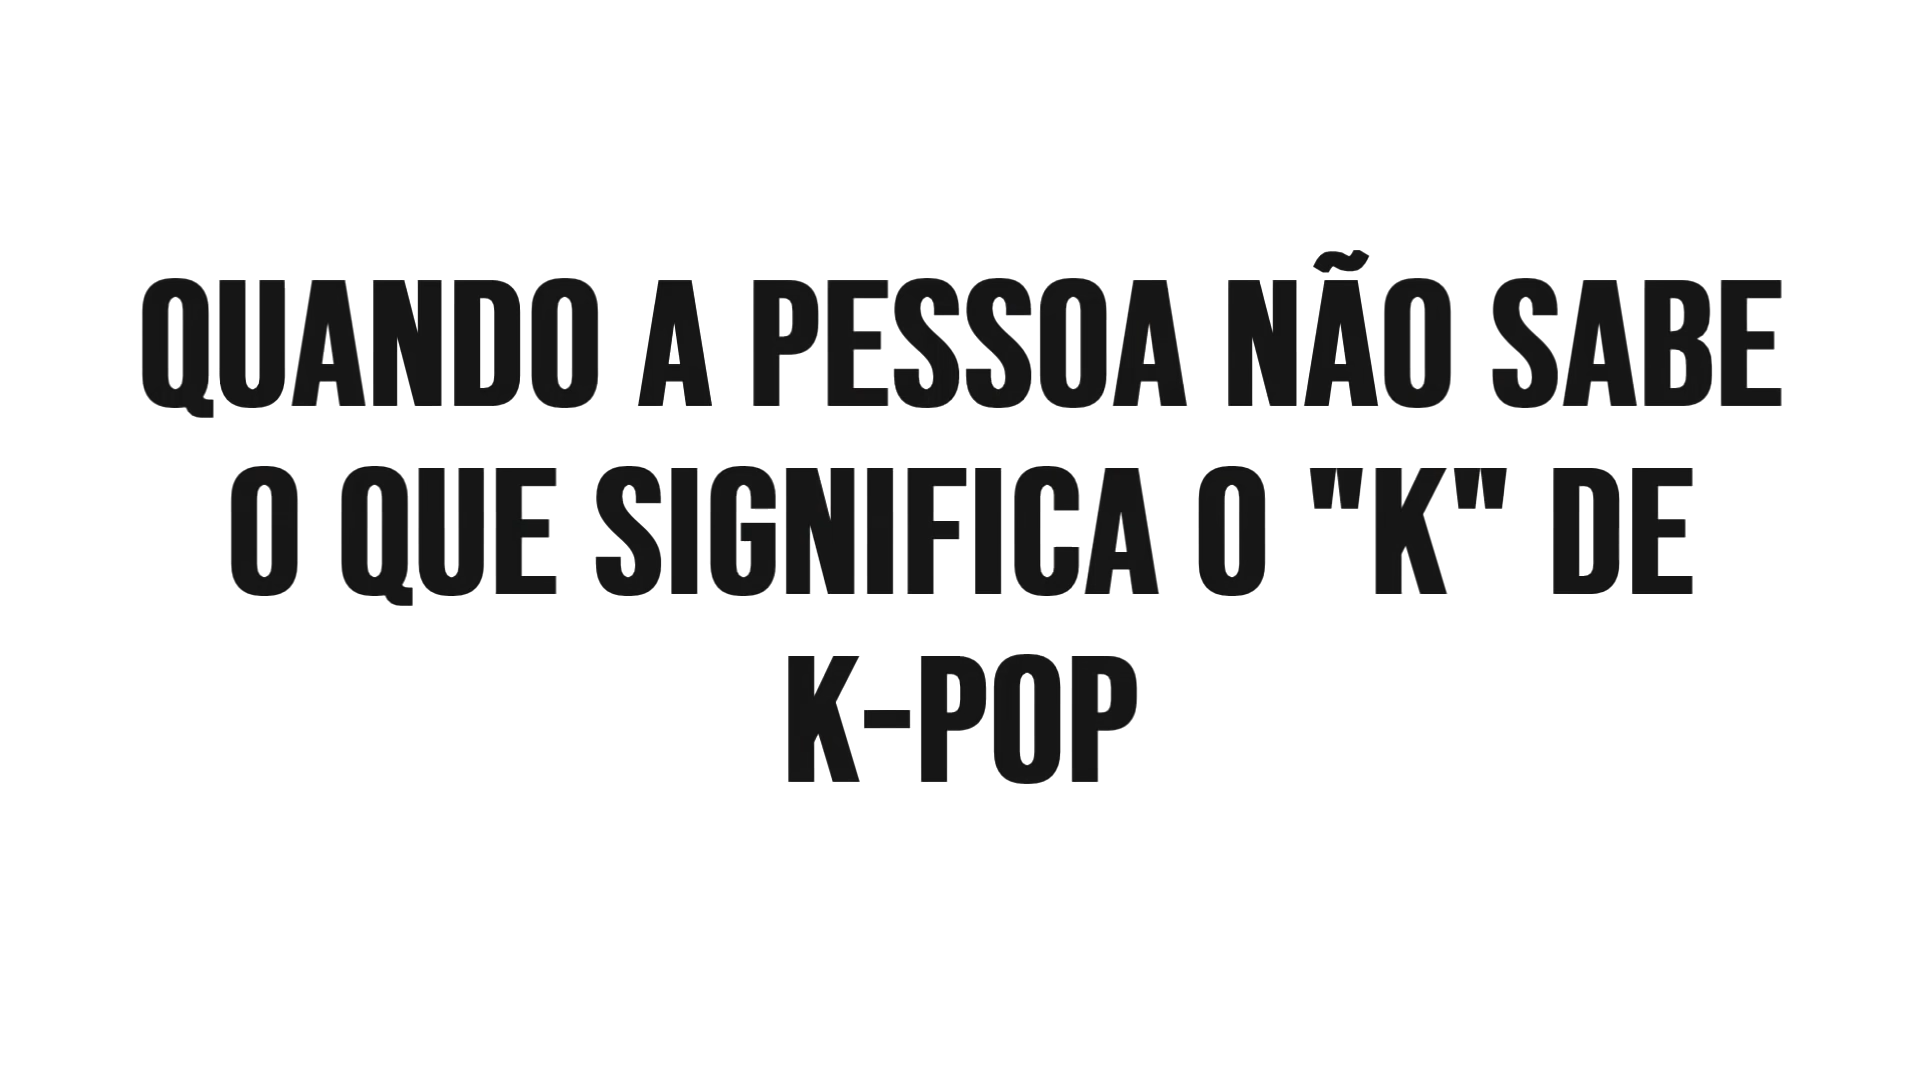 QUANDO A PESSOA NÃO SABE
O QUE SIGNIFICA O "K" DE
K-POP